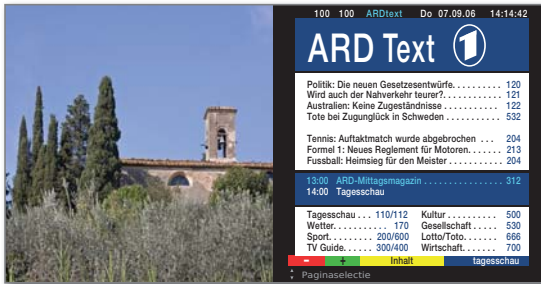 100 100 ARDtext Do 07.09.06 14:14:42
ARD Text 1
Politik: Die neuen Gesetzesentwürfe.......... 120
Wird auch der Nahverkehr teurer?............ 121
Australien: Keine Zugeständnisse ........... 122
Tote bei Zugunglück in Schweden ........... 532
Tennis: Auftaktmatch wurde abgebrochen ... 204
Formel 1: Neues Reglement für Motoren....... 213
Fussball: Heimsieg für den Meister ........... 204
13:00 ARD-Mittagsmagazin ................. 312
14:00 Tagesschau
Tagesschau ... 110/112 Kultur .......... 500
Wetter.......... 170 Gesellschaft ..... 530
Sport.......... 200/600 Lotto/Toto....... 666
TV Guide...... 300/400 Wirtschaft....... 700
- + Inhalt tagesschau
Paginaselectie